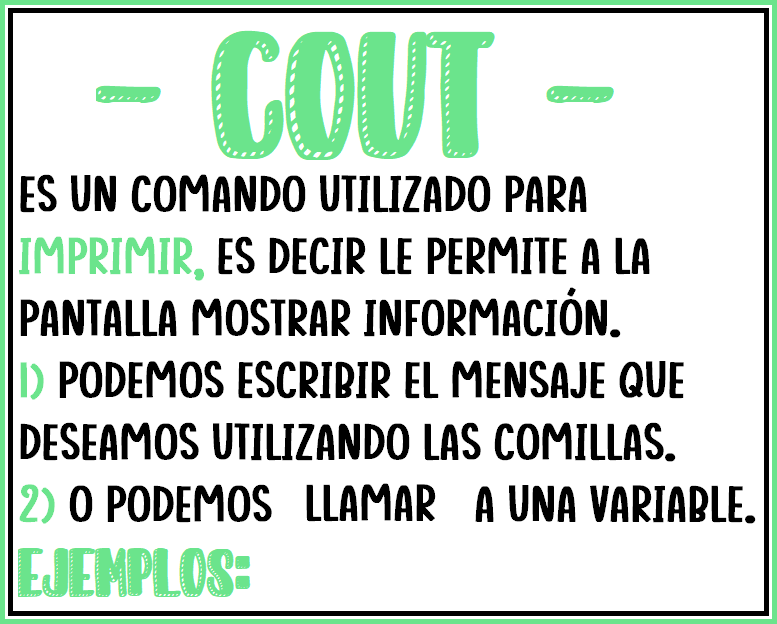 - COUT -
ES UN COMANDO UTILIZADO PARA
IMPRIMIR, ES DECIR LE PERMITE A LA
PANTALLA MOSTRAR INFORMACIÓN.
1) PODEMOS ESCRIBIR EL MENSAJE QUE
DESEAMOS UTILIZANDO LAS COMILLAS.
2) O PODEMOS LLAMAR A UNA VARIABLE.
EJEMPLOS: